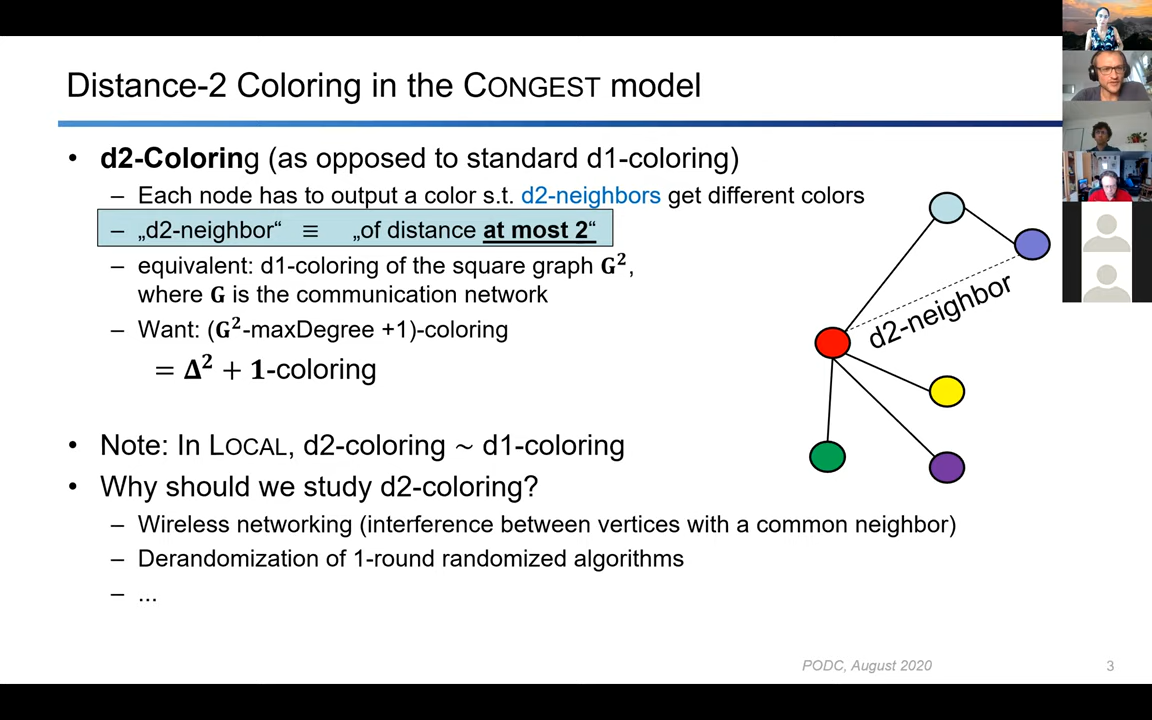 Distance-2 Coloring in the CONGEST model
• d2-Coloring (as opposed to standard d1-coloring)
– Each node has to output a color s.t. d2-neighbors get different colors
– „d2-neighbor“ ≡ „of distance at most 2“
– equivalent: d1-coloring of the square graph G²,
where G is the communication network
– Want: (G²-maxDegree +1)-coloring
= Δ² + 1-coloring
d2-neighbor
• Note: In LOCAL, d2-coloring ~ d1-coloring
• Why should we study d2-coloring?
– Wireless networking (interference between vertices with a common neighbor)
– Derandomization of 1-round randomized algorithms
– ...
PODC, August 2020
3